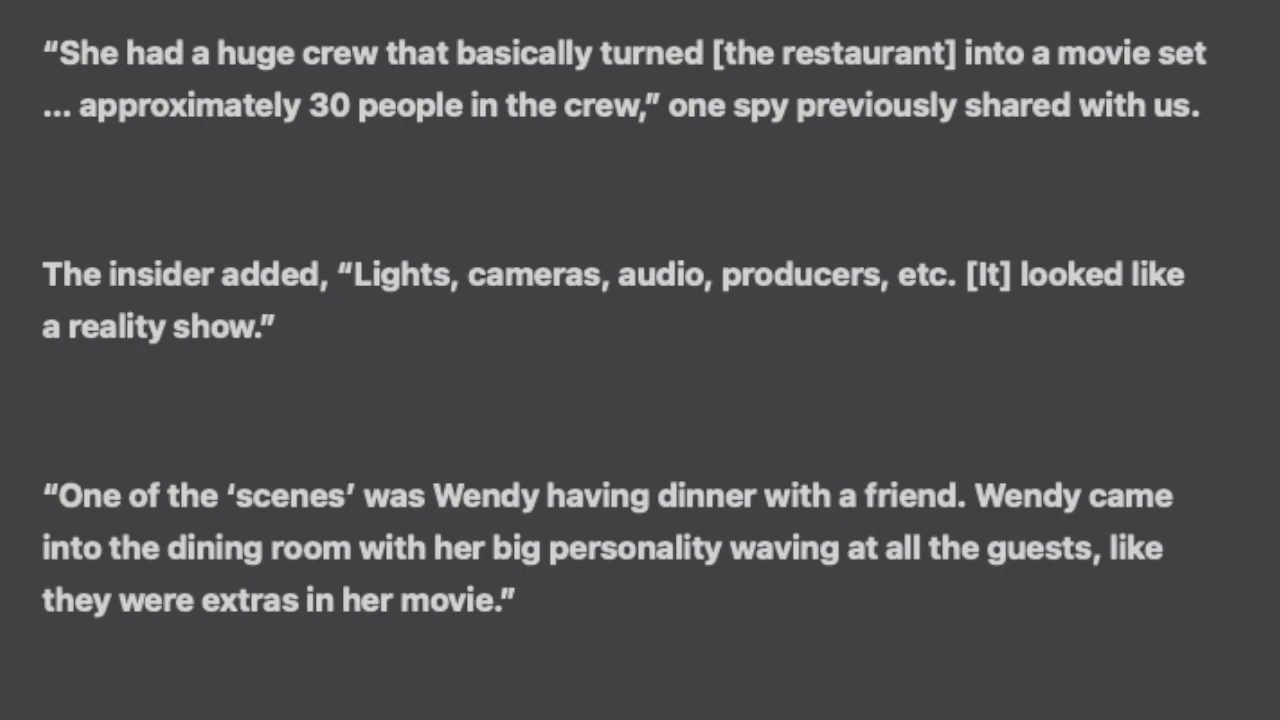 “She had a huge crew that basically turned [the restaurant] into a movie set
... approximately 30 people in the crew,” one spy previously shared with us.
The insider added, “Lights, cameras, audio, producers, etc. [It] looked like
a reality show.”
“One of the ‘scenes’ was Wendy having dinner with a friend. Wendy came
into the dining room with her big personality waving at all the guests, like
they were extras in her movie.”